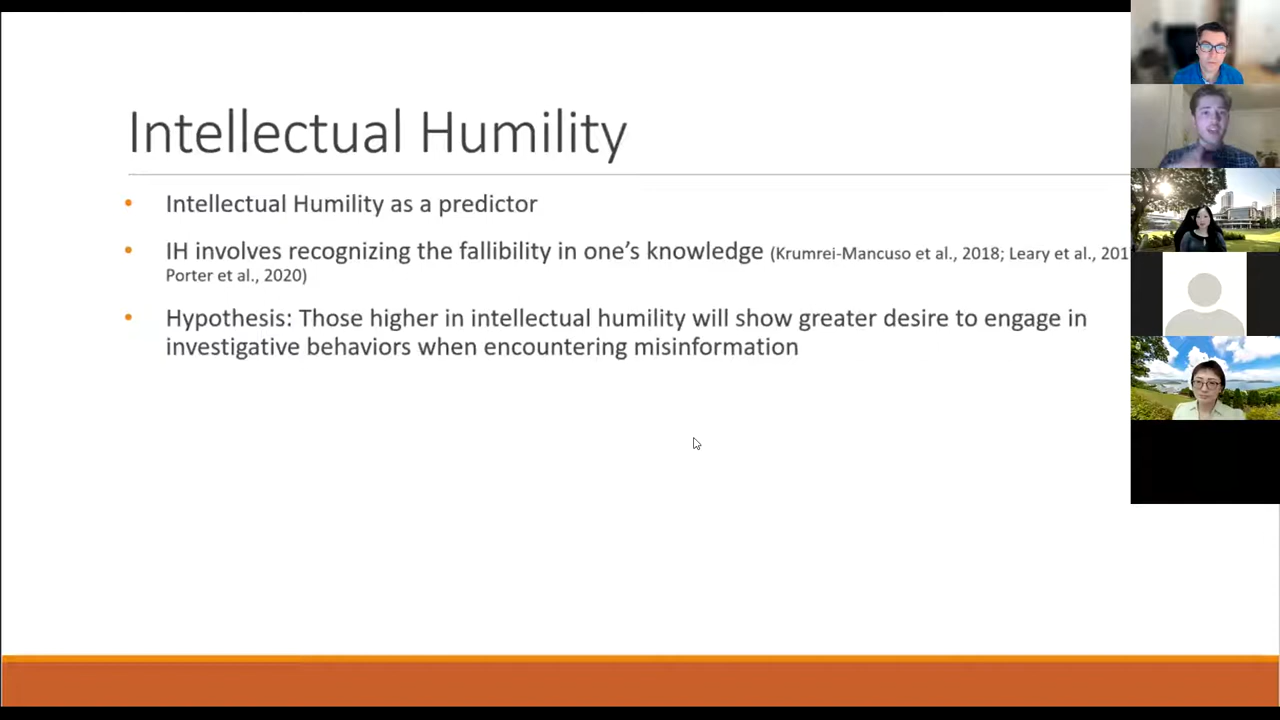 Intellectual Humility
• Intellectual Humility as a predictor
• IH involves recognizing the fallibility in one’s knowledge (Krumrei-Mancuso et al., 2018; Leary et al.,
Porter et al., 2020)
• Hypothesis: Those higher in intellectual humility will show greater desire to engage in
investigative behaviors when encountering misinformation